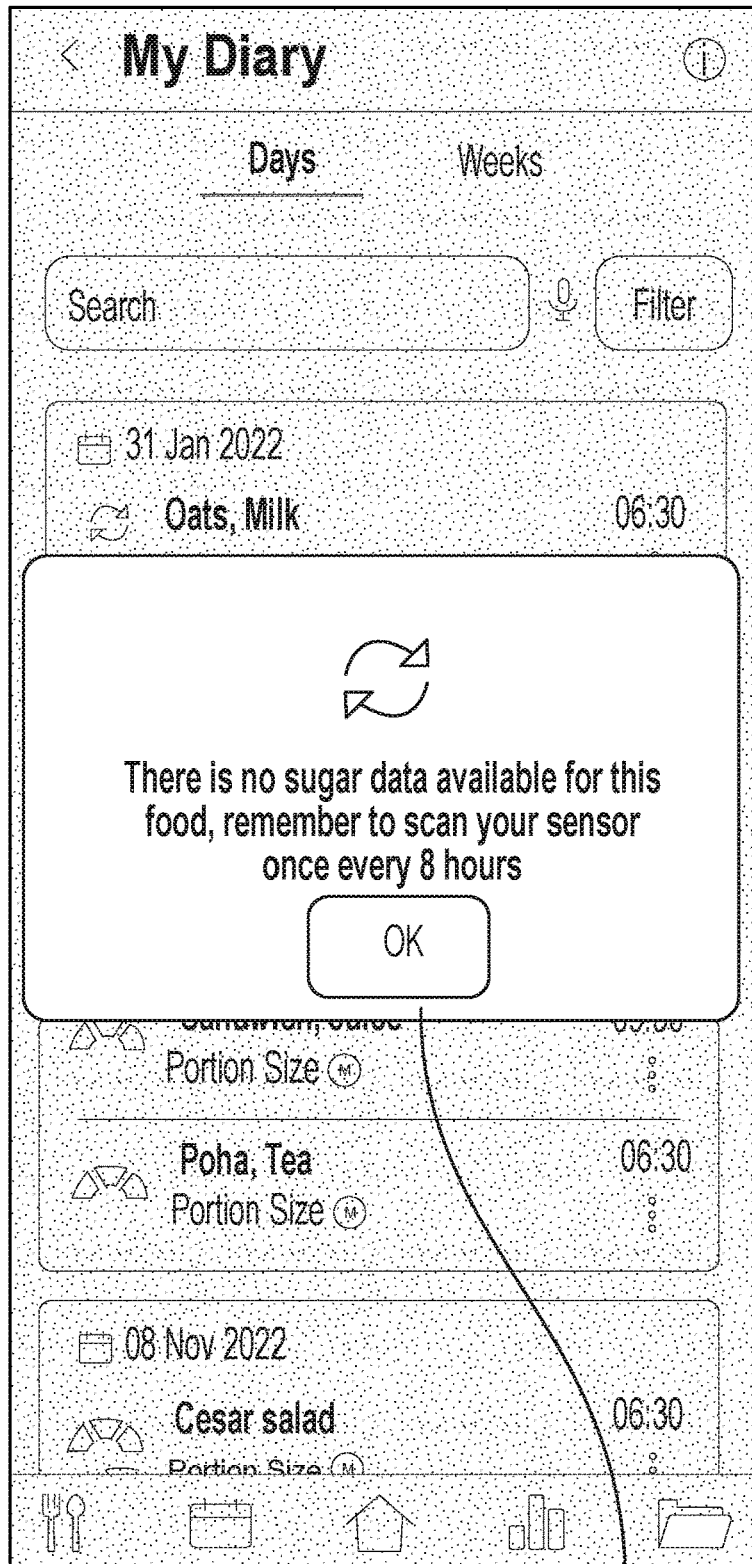 My Diary
Days Weeks
Search Filter
31 Jan 2022
Oats, Milk 06:30
There is no sugar data available for this
food, remember to scan your sensor
once every 8 hours
OK
Portion Size M
Poha, Tea 06:30
Portion Size M
08 Nov 2022
Cesar salad 06:30
Portion Size M